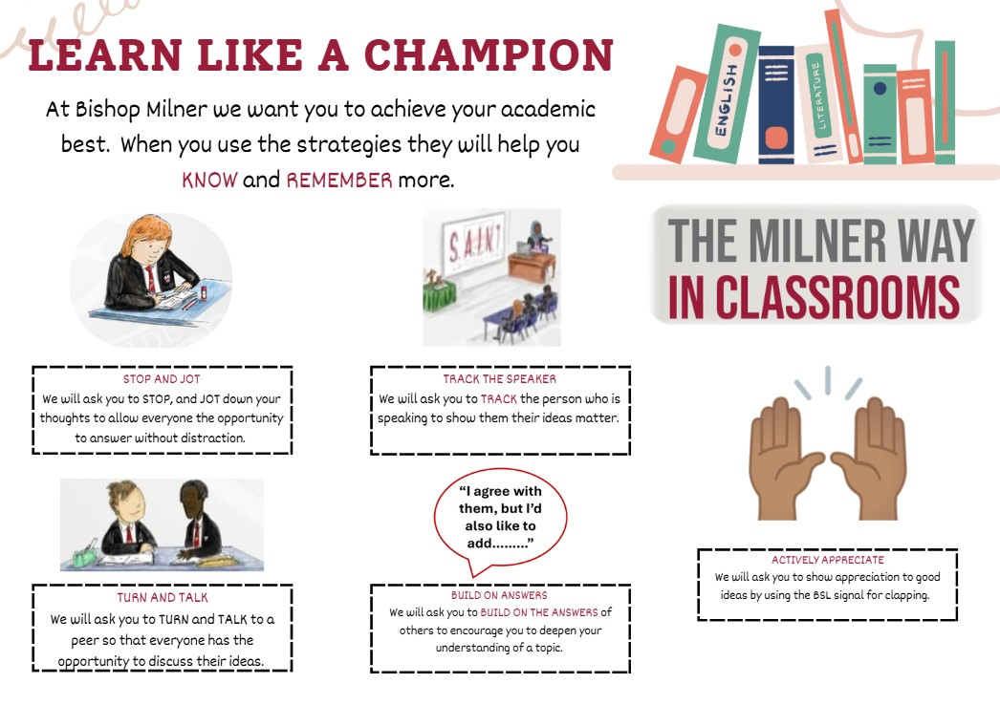 LEARN LIKE A CHAMPION
At Bishop Milner we want you to achieve your academic
best. When you use the strategies they will help you
KNOW and REMEMBER more.
ENGLISH
LITERATURE
THE MILNER WAY
IN CLASSROOMS
S.A.I.N.T
STOP AND JOT
We will ask you to STOP, and JOT down your
thoughts to allow everyone the opportunity
to answer without distraction.
TRACK THE SPEAKER
We will ask you to TRACK the person who is
speaking to show them their ideas matter.
TURN AND TALK
We will ask you to TURN and TALK to a
peer so that everyone has the
opportunity to discuss their ideas.
“I agree with
them, but I’d
also like to
add.........”
BUILD ON ANSWERS
We will ask you to BUILD ON THE ANSWERS of
others to encourage you to deepen your
understanding of a topic.
ACTIVELY APPRECIATE
We will ask you to show appreciation to good
ideas by using the BSL signal for clapping.